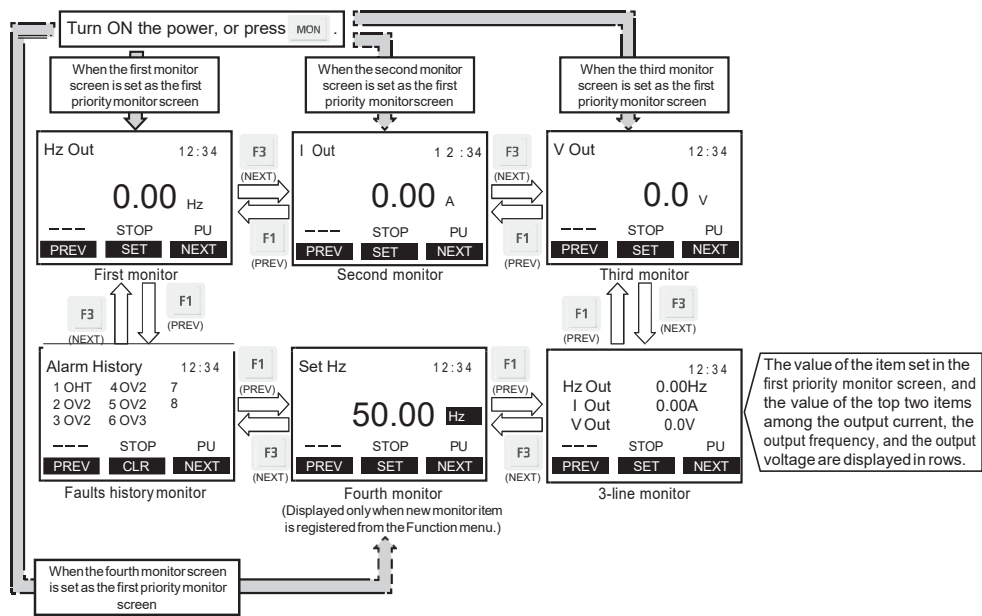 Turn ON the power, or press MON .
When the first monitor
screen is set as the first
priority monitor screen
When the second monitor
screen is set as the first
priority monitor screen
When the third monitor
screen is set as the first
priority monitor screen
Hz Out 12:34
0.00 Hz
--- STOP PU
PREV SET NEXT
First monitor
F3
(NEXT)
F1
(PREV)
I Out 12:34
0.00 A
--- STOP PU
PREV SET NEXT
Second monitor
F3
(NEXT)
F1
(PREV)
V Out 12:34
0.0 V
--- STOP PU
PREV SET NEXT
Third monitor
F3
(NEXT)
F1
(PREV)
F1
(PREV)
F3
(NEXT)
Alarm History 12:34
1 OHT 4 OV2 7
2 OV2 5 OV2 8
3 OV2 6 OV3
--- STOP PU
PREV CLR NEXT
Faults history monitor
F1
(PREV)
F3
(NEXT)
Set Hz 12:34
50.00 Hz
--- STOP PU
PREV SET NEXT
Fourth monitor
(Displayed only when new monitor item
is registered from the Function menu.)
F1
(PREV)
F3
(NEXT)
12:34
Hz Out 0.00Hz
I Out 0.00A
V Out 0.0V
--- STOP PU
PREV SET NEXT
3-line monitor
The value of the item set in the
first priority monitor screen, and
the value of the top two items
among the output current, the
output frequency, and the output
voltage are displayed in rows.
When the fourth monitor screen
is set as the first priority monitor
screen